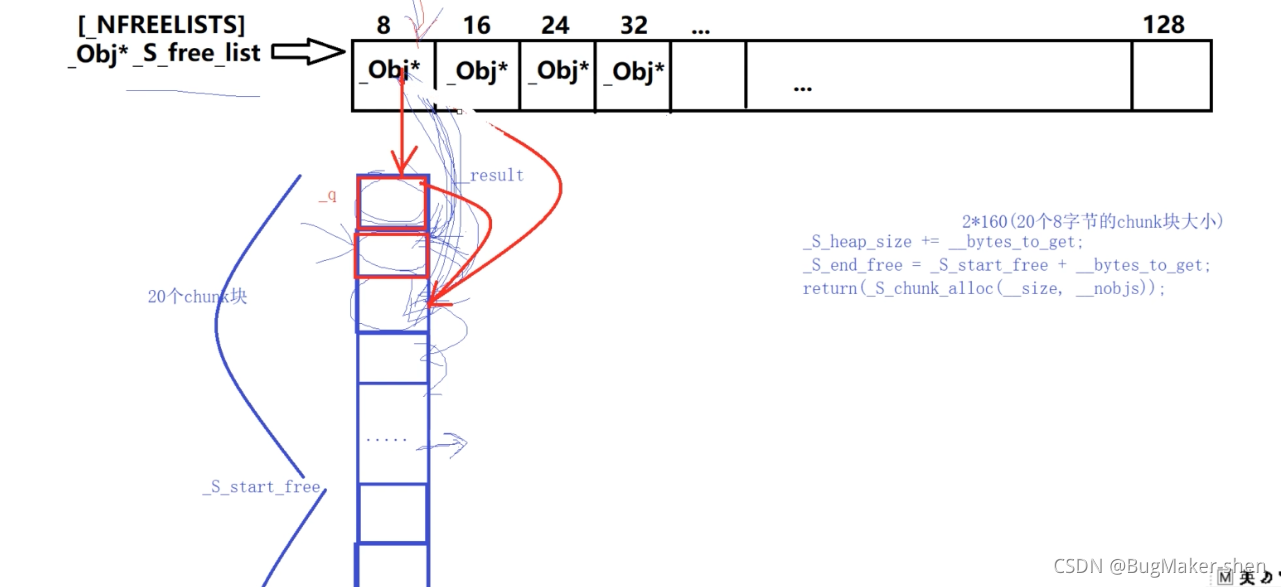 [_NFREELISTS]
_Obj* _S_free_list
8 16 24 32 ... 128
_Obj* _Obj* _Obj* _Obj* ...
_result
_q
2*160(20个8字节的chunk块大小)
_S_heap_size += __bytes_to_get;
_S_end_free = _S_start_free + __bytes_to_get;
return(_S_chunk_alloc(__size, __nobjs));
20个chunk块
.....
_S_start_free
CSDN @BugMaker-shen
M 英